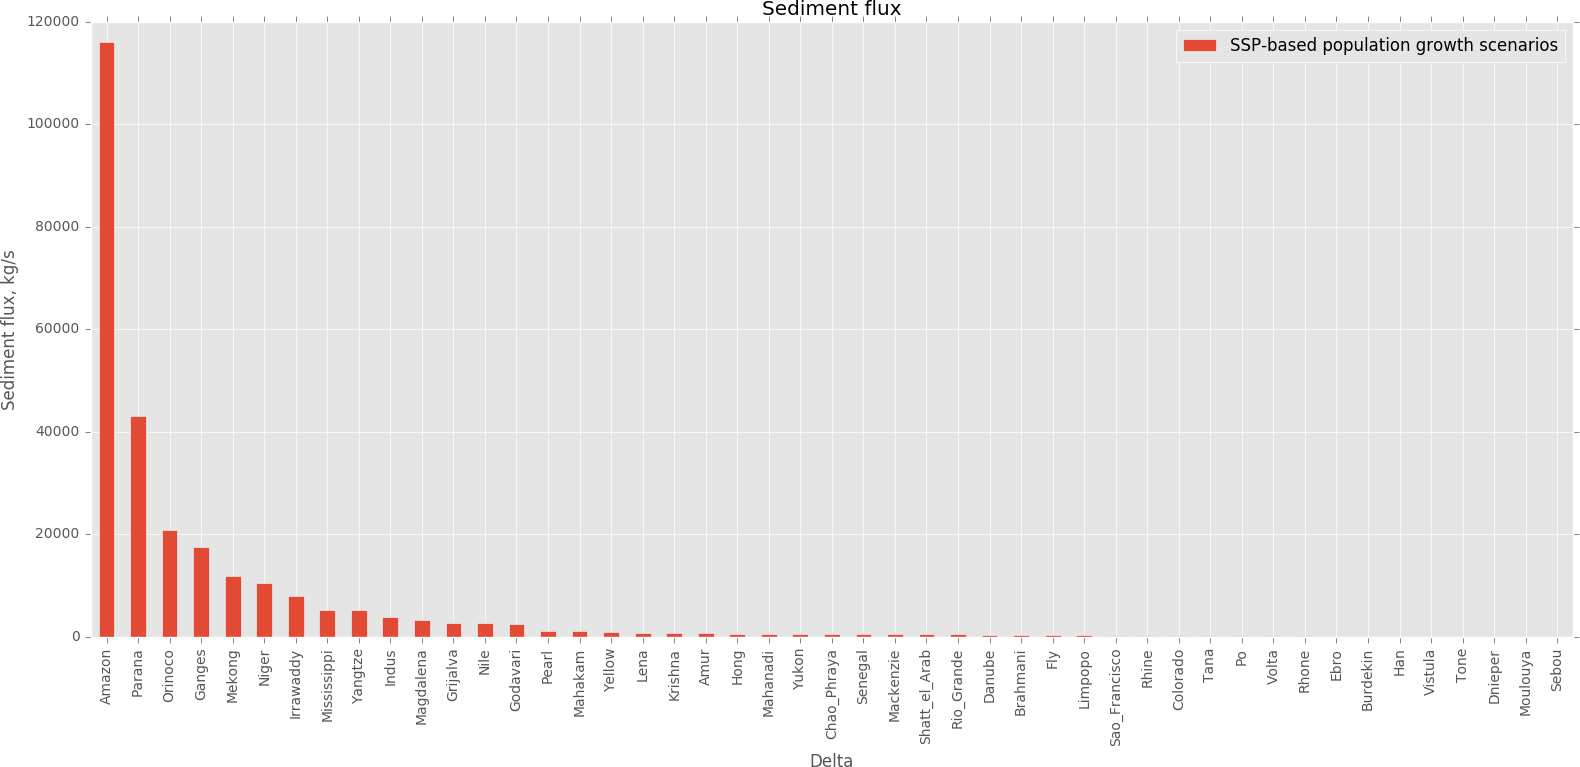 Sediment flux
SSP-based population growth scenarios
120000
100000
80000
60000
40000
20000
0
Sediment flux, kg/s
Amazon
Parana
Orinoco
Ganges
Mekong
Niger
Irrawaddy
Mississippi
Yangtze
Indus
Magdalena
Grijalva
Nile
Godavari
Pearl
Mahakam
Yellow
Lena
Krishna
Amur
Hong
Mahanadi
Yukon
Chao_Phraya
Senegal
Mackenzie
Shatt_el_Arab
Rio_Grande
Danube
Brahmani
Fly
Limpopo
Sao_Francisco
Rhine
Colorado
Tana
Po
Volta
Rhone
Ebro
Burdekin
Han
Vistula
Tone
Dnieper
Moulouya
Sebou
Delta